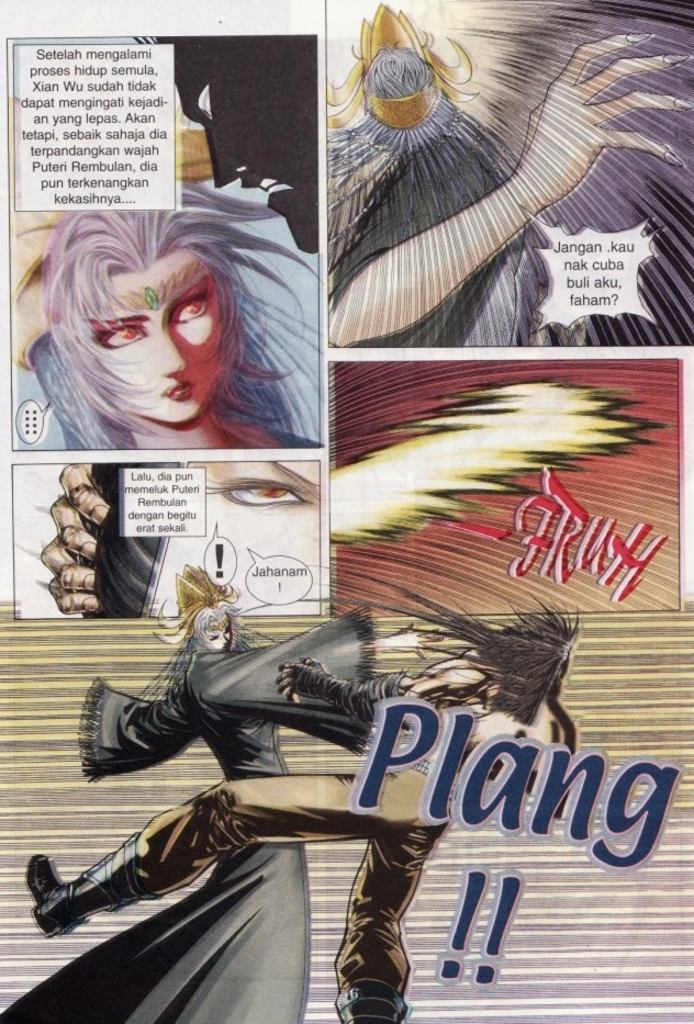 Setelah mengalami
proses hidup semula,
Xian Wu sudah tidak
dapat mengingati kejadi-
an yang lepas. Akan
tetapi, sebaik sahaja dia
terpandangkan wajah
Puteri Rembulan, dia
pun terkenangkan
kekasihnya....
Jangan .kau
nak cuba
buli aku,
faham?
Lalu, dia pun
memeluk Puteri
Rembulan
dengan begitu
erat sekali.
!
Jahanam
!
Plang
!!